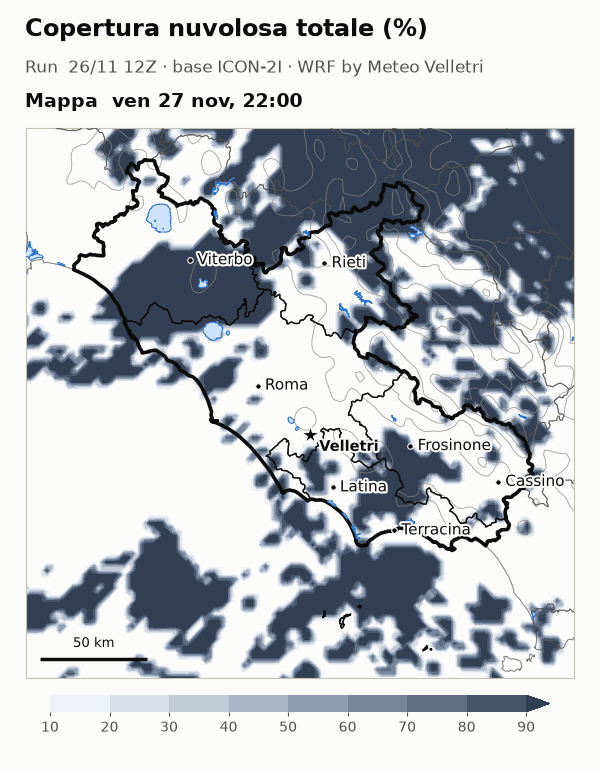 Copertura nuvolosa totale (%)
Run  26/11 12Z · base ICON-2I · WRF by Meteo Velletri
Mappa  ven 27 nov, 22:00
Viterbo
Rieti
Roma
Velletri
Frosinone
Cassino
Latina
Terracina
50 km
10 20 30 40 50 60 70 80 90